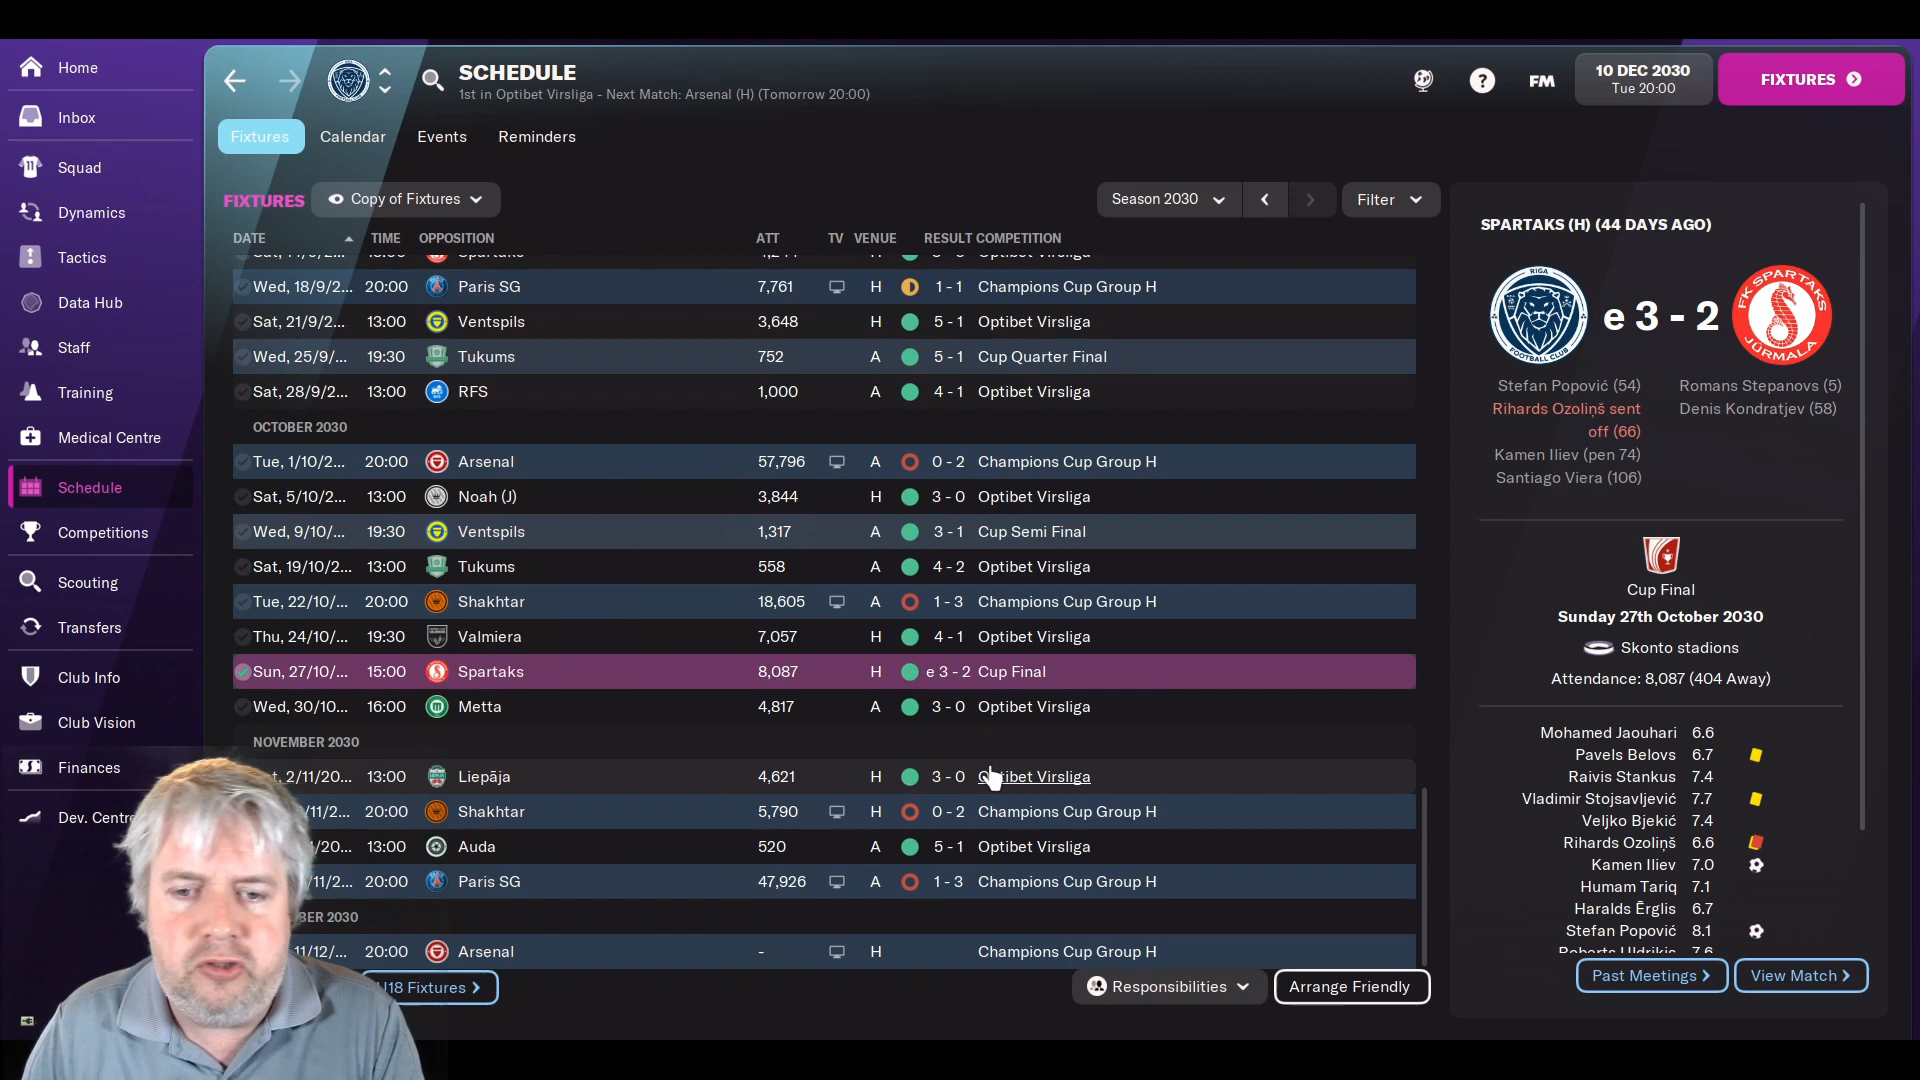 Home
Inbox
Squad
Dynamics
Tactics
Data Hub
Staff
Training
Medical Centre
Schedule
Competitions
Scouting
Transfers
Club Info
Club Vision
Finances
Dev. Centre
SCHEDULE
1st in Optibet Virsliga - Next Match: Arsenal (H) (Tomorrow 20:00)
FM
10 DEC 2030
Tue 20:00
FIXTURES
Fixtures Calendar Events Reminders
FIXTURES Copy of Fixtures Season 2030 Filter
DATE TIME OPPOSITION ATT TV VENUE RESULT COMPETITION
Wed, 18/9/2... 20:00 Paris SG 7,761 H 1 - 1 Champions Cup Group H
Sat, 21/9/2... 13:00 Ventspils 3,648 H 5 - 1 Optibet Virsliga
Wed, 25/9/... 19:30 Tukums 752 A 5 - 1 Cup Quarter Final
Sat, 28/9/2... 13:00 RFS 1,000 A 4 - 1 Optibet Virsliga
OCTOBER 2030
Tue, 1/10/2... 20:00 Arsenal 57,796 A 0 - 2 Champions Cup Group H
Sat, 5/10/2... 13:00 Noah (J) 3,844 H 3 - 0 Optibet Virsliga
Wed, 9/10/... 19:30 Ventspils 1,317 A 3 - 1 Cup Semi Final
Sat, 19/10/2... 13:00 Tukums 558 A 4 - 2 Optibet Virsliga
Tue, 22/10/... 20:00 Shakhtar 18,605 A 1 - 3 Champions Cup Group H
Thu, 24/10/... 19:30 Valmiera 7,057 H 4 - 1 Optibet Virsliga
Sun, 27/10/... 15:00 Spartaks 8,087 H e 3 - 2 Cup Final
Wed, 30/10... 16:00 Metta 4,817 A 3 - 0 Optibet Virsliga
NOVEMBER 2030
2/11/20... 13:00 Liepāja 4,621 H 3 - 0 Optibet Virsliga
/11/2... 20:00 Shakhtar 5,790 H 0 - 2 Champions Cup Group H
/20... 13:00 Auda 520 A 5 - 1 Optibet Virsliga
/11/2... 20:00 Paris SG 47,926 A 1 - 3 Champions Cup Group H
BER 2030
11/12/... 20:00 Arsenal - H Champions Cup Group H
U18 Fixtures Responsibilities Arrange Friendly
SPARTAKS (H) (44 DAYS AGO)
RIGA
FOOTBALL CLUB
e 3 - 2
FK SPARTAKS
JŪRMALA
Stefan Popović (54)
Rihards Ozoliņš sent
off (66)
Kamen Iliev (pen 74)
Santiago Viera (106)
Romans Stepanovs (5)
Denis Kondratjev (58)
Cup Final
Sunday 27th October 2030
Skonto stadions
Attendance: 8,087 (404 Away)
Mohamed Jaouhari 6.6
Pavels Belovs 6.7
Raivis Stankus 7.4
Vladimir Stojsavljević 7.7
Veljko Bjekić 7.4
Rihards Ozoliņš 6.6
Kamen Iliev 7.0
Humam Tariq 7.1
Haralds Ērglis 6.7
Stefan Popović 8.1
Roberts Uldriķis 7.6
Past Meetings View Match